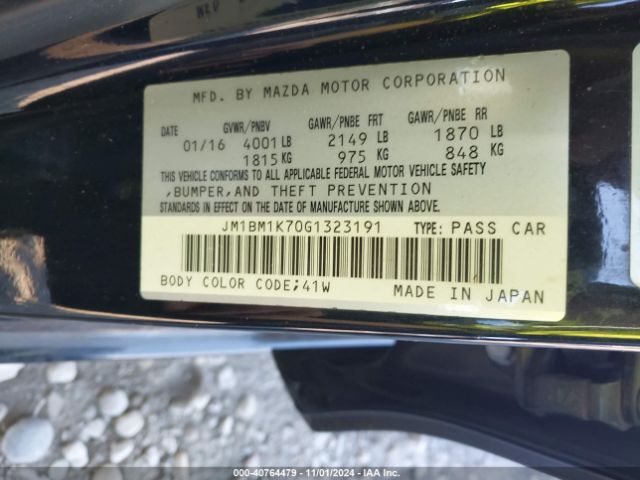 MFD. BY MAZDA MOTOR CORPORATION
DATE GVWR/PNBV GAWR/PNBE FRT GAWR/PNBE RR
01/16 4001 LB 2149 LB 1870 LB
1815 KG 975 KG 848 KG
THIS VEHICLE CONFORMS TO ALL APPLICABLE FEDERAL MOTOR VEHICLE SAFETY
,BUMPER,AND THEFT PREVENTION
STANDARDS IN EFFECT ON THE DATE OF MANUFACTURE SHOWN ABOVE.
JM1BM1K70G1323191 TYPE: PASS CAR
BODY COLOR CODE;41W MADE IN JAPAN
000-40764479 - 11/01/2024 - IAA Inc.